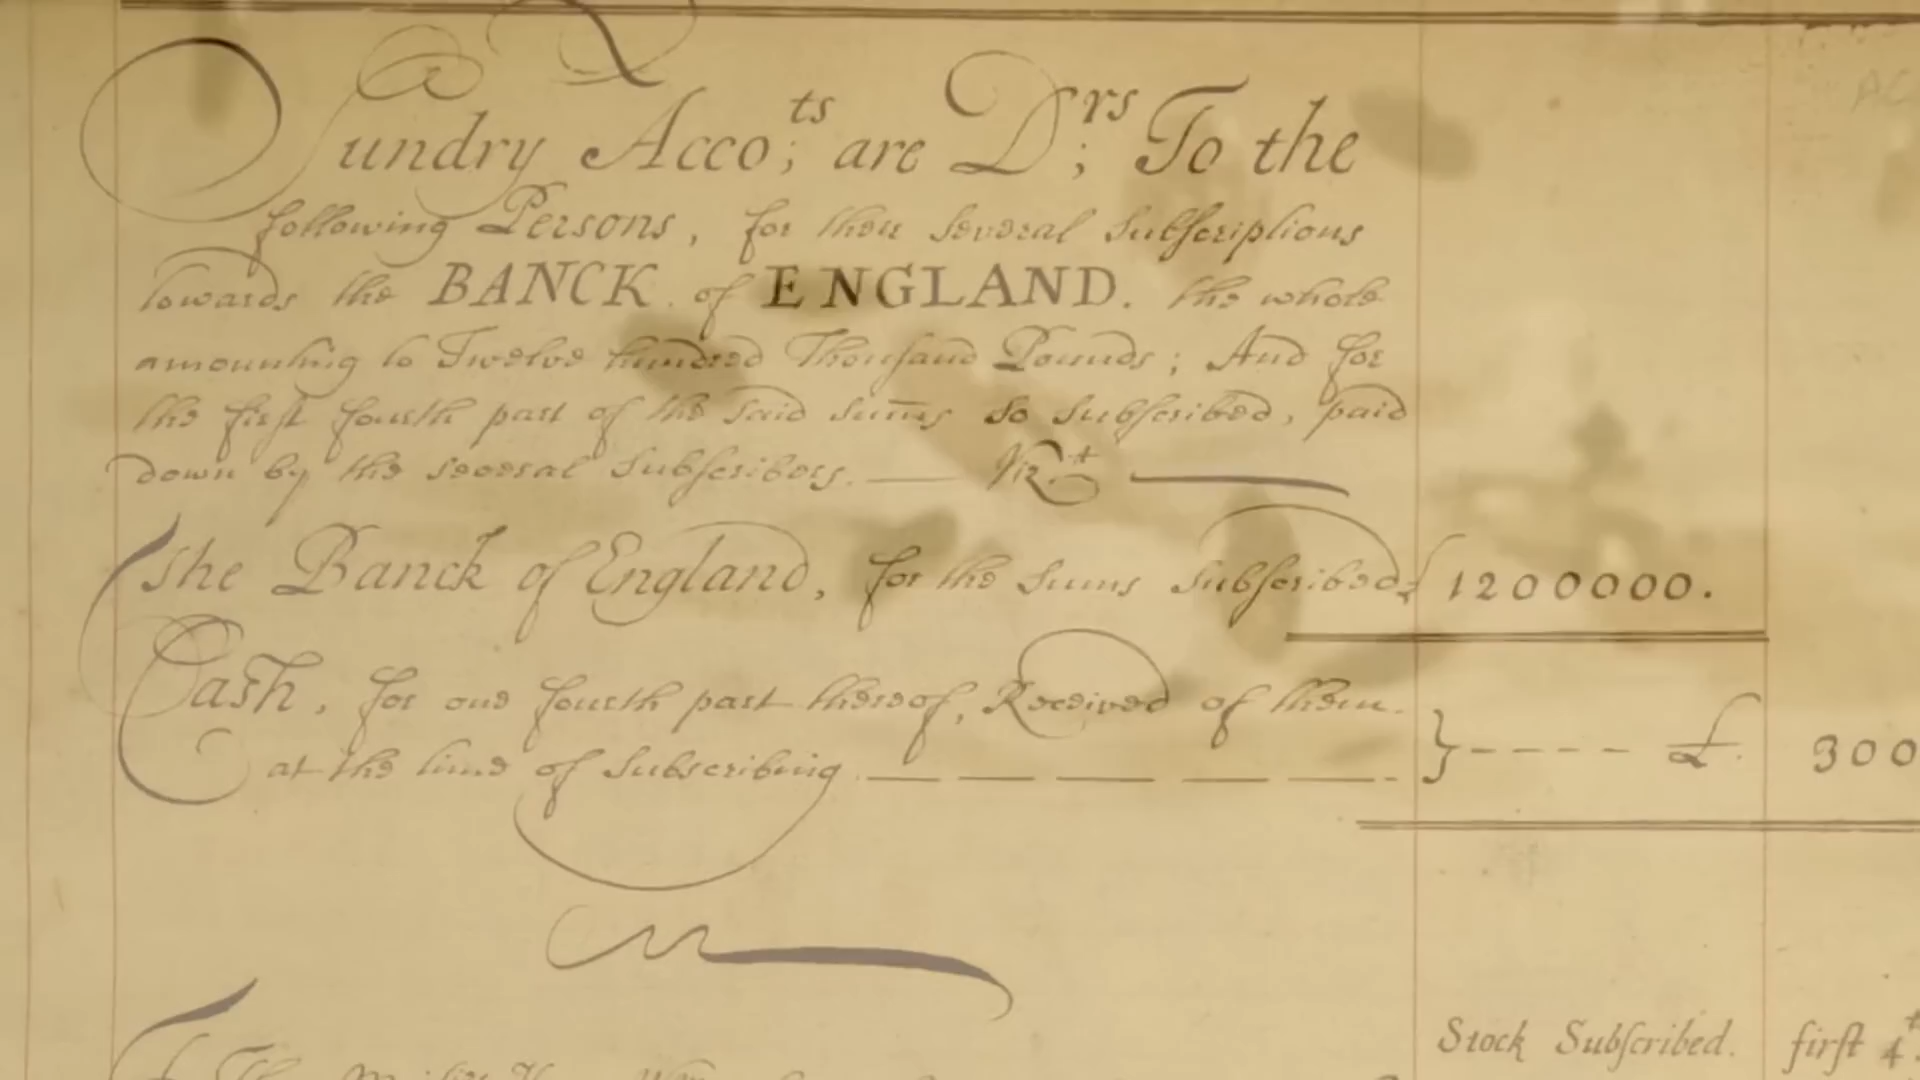 Sundry Acco;ts are D;rs To the
following Persons, for their several Subscriptions
towards the BANCK of ENGLAND. the whole
amounting to Twelve hundred Thousand Pounds; And for
the first fourth part of the said sums so subscribed, paid
down by the several Subscribers. — Vizt —
The Banck of England, for the Sums Subscribed £ 1200000.
Cash, for one fourth part thereof, Received of them
at the time of Subscribing } - - - - - £ 300
Stock Subscribed. first 4